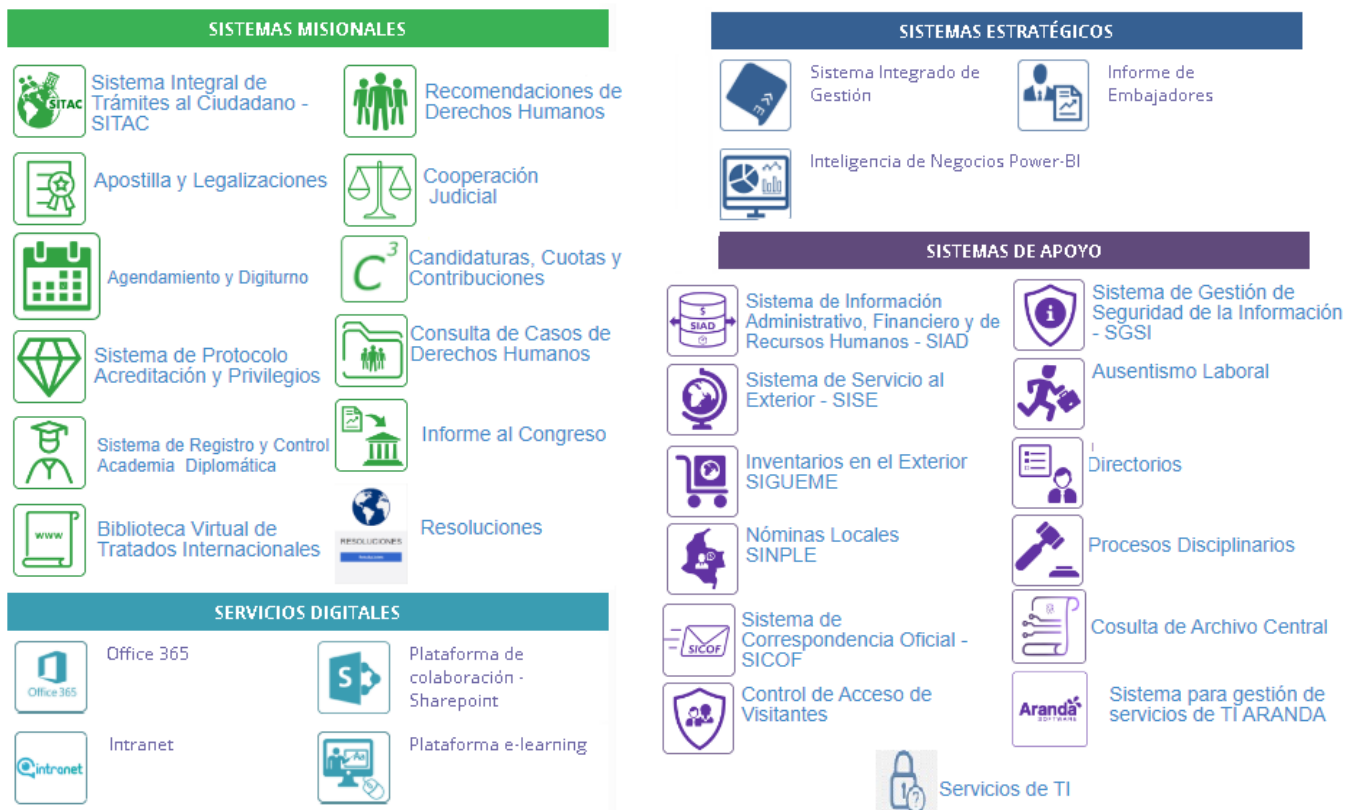 SISTEMAS MISIONALES
SITAC
Sistema Integral de
Trámites al Ciudadano -
SITAC
Recomendaciones de
Derechos Humanos
Apostilla y Legalizaciones
Cooperación
Judicial
Agendamiento y Digiturno
C3
Candidaturas, Cuotas y
Contribuciones
Sistema de Protocolo
Acreditación y Privilegios
Consulta de Casos de
Derechos Humanos
Sistema de Registro y Control
Academia Diplomática
Informe al Congreso
www
Biblioteca Virtual de
Tratados Internacionales
RESOLUCIONES
Resoluciones
SERVICIOS DIGITALES
Office 365
Office 365
S
Plataforma de
colaboración -
Sharepoint
intranet
Intranet
Plataforma e-learning
SISTEMAS ESTRATÉGICOS
Sistema Integrado de
Gestión
Informe de
Embajadores
Inteligencia de Negocios Power-BI
SISTEMAS DE APOYO
$
SIAD
Sistema de Información
Administrativo, Financiero y de
Recursos Humanos - SIAD
i
Sistema de Gestión de
Seguridad de la Información
- SGSI
Sistema de Servicio al
Exterior - SISE
Ausentismo Laboral
Inventarios en el Exterior
SIGUEME
Directorios
Nóminas Locales
SINPLE
Procesos Disciplinarios
SICOF
Sistema de
Correspondencia Oficial -
SICOF
Cosulta de Archivo Central
Control de Acceso de
Visitantes
Aranda
SOFTWARE
Sistema para gestión de
servicios de TI ARANDA
Servicios de TI